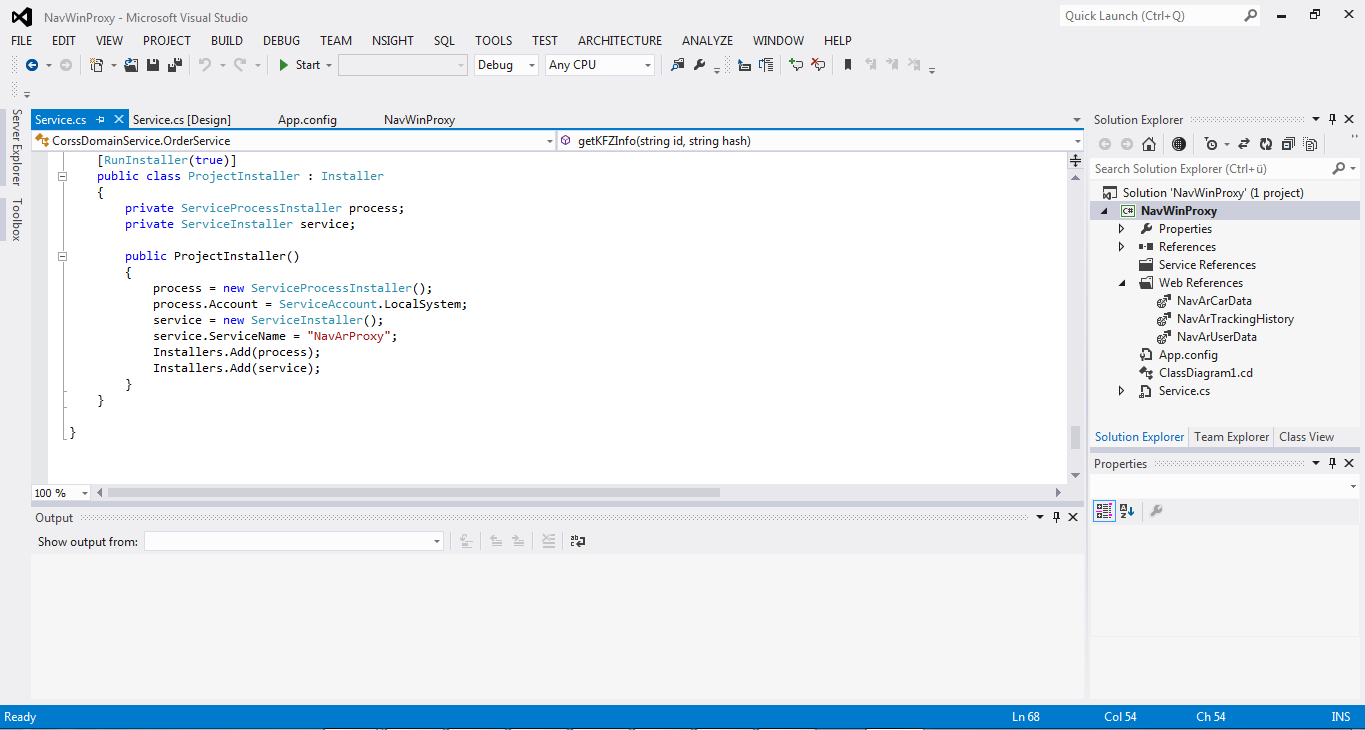 NavWinProxy - Microsoft Visual Studio
Quick Launch (Ctrl+Q)
FILE EDIT VIEW PROJECT BUILD DEBUG TEAM NSIGHT SQL TOOLS TEST ARCHITECTURE ANALYZE WINDOW HELP
Start Debug Any CPU
Server Explorer
Toolbox
Service.cs Service.cs [Design] App.config NavWinProxy
CorssDomainService.OrderService getKFZInfo(string id, string hash)
[RunInstaller(true)]
public class ProjectInstaller : Installer
{
private ServiceProcessInstaller process;
private ServiceInstaller service;
public ProjectInstaller()
{
process = new ServiceProcessInstaller();
process.Account = ServiceAccount.LocalSystem;
service = new ServiceInstaller();
service.ServiceName = "NavArProxy";
Installers.Add(process);
Installers.Add(service);
}
}
}
100 %
Output
Show output from:
Solution Explorer
Search Solution Explorer (Ctrl+ü)
Solution 'NavWinProxy' (1 project)
C# NavWinProxy
Properties
References
Service References
Web References
NavArCarData
NavArTrackingHistory
NavArUserData
App.config
ClassDiagram1.cd
Service.cs
Solution Explorer Team Explorer Class View
Properties
Ready Ln 68 Col 54 Ch 54 INS